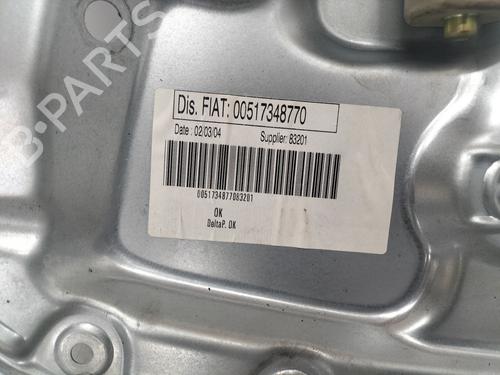 B-PARTS
Dis. FIAT: 00517348770
Date : 02/03/04 Supplier: 83201
0051734877083201
OK
DeltaP. OK